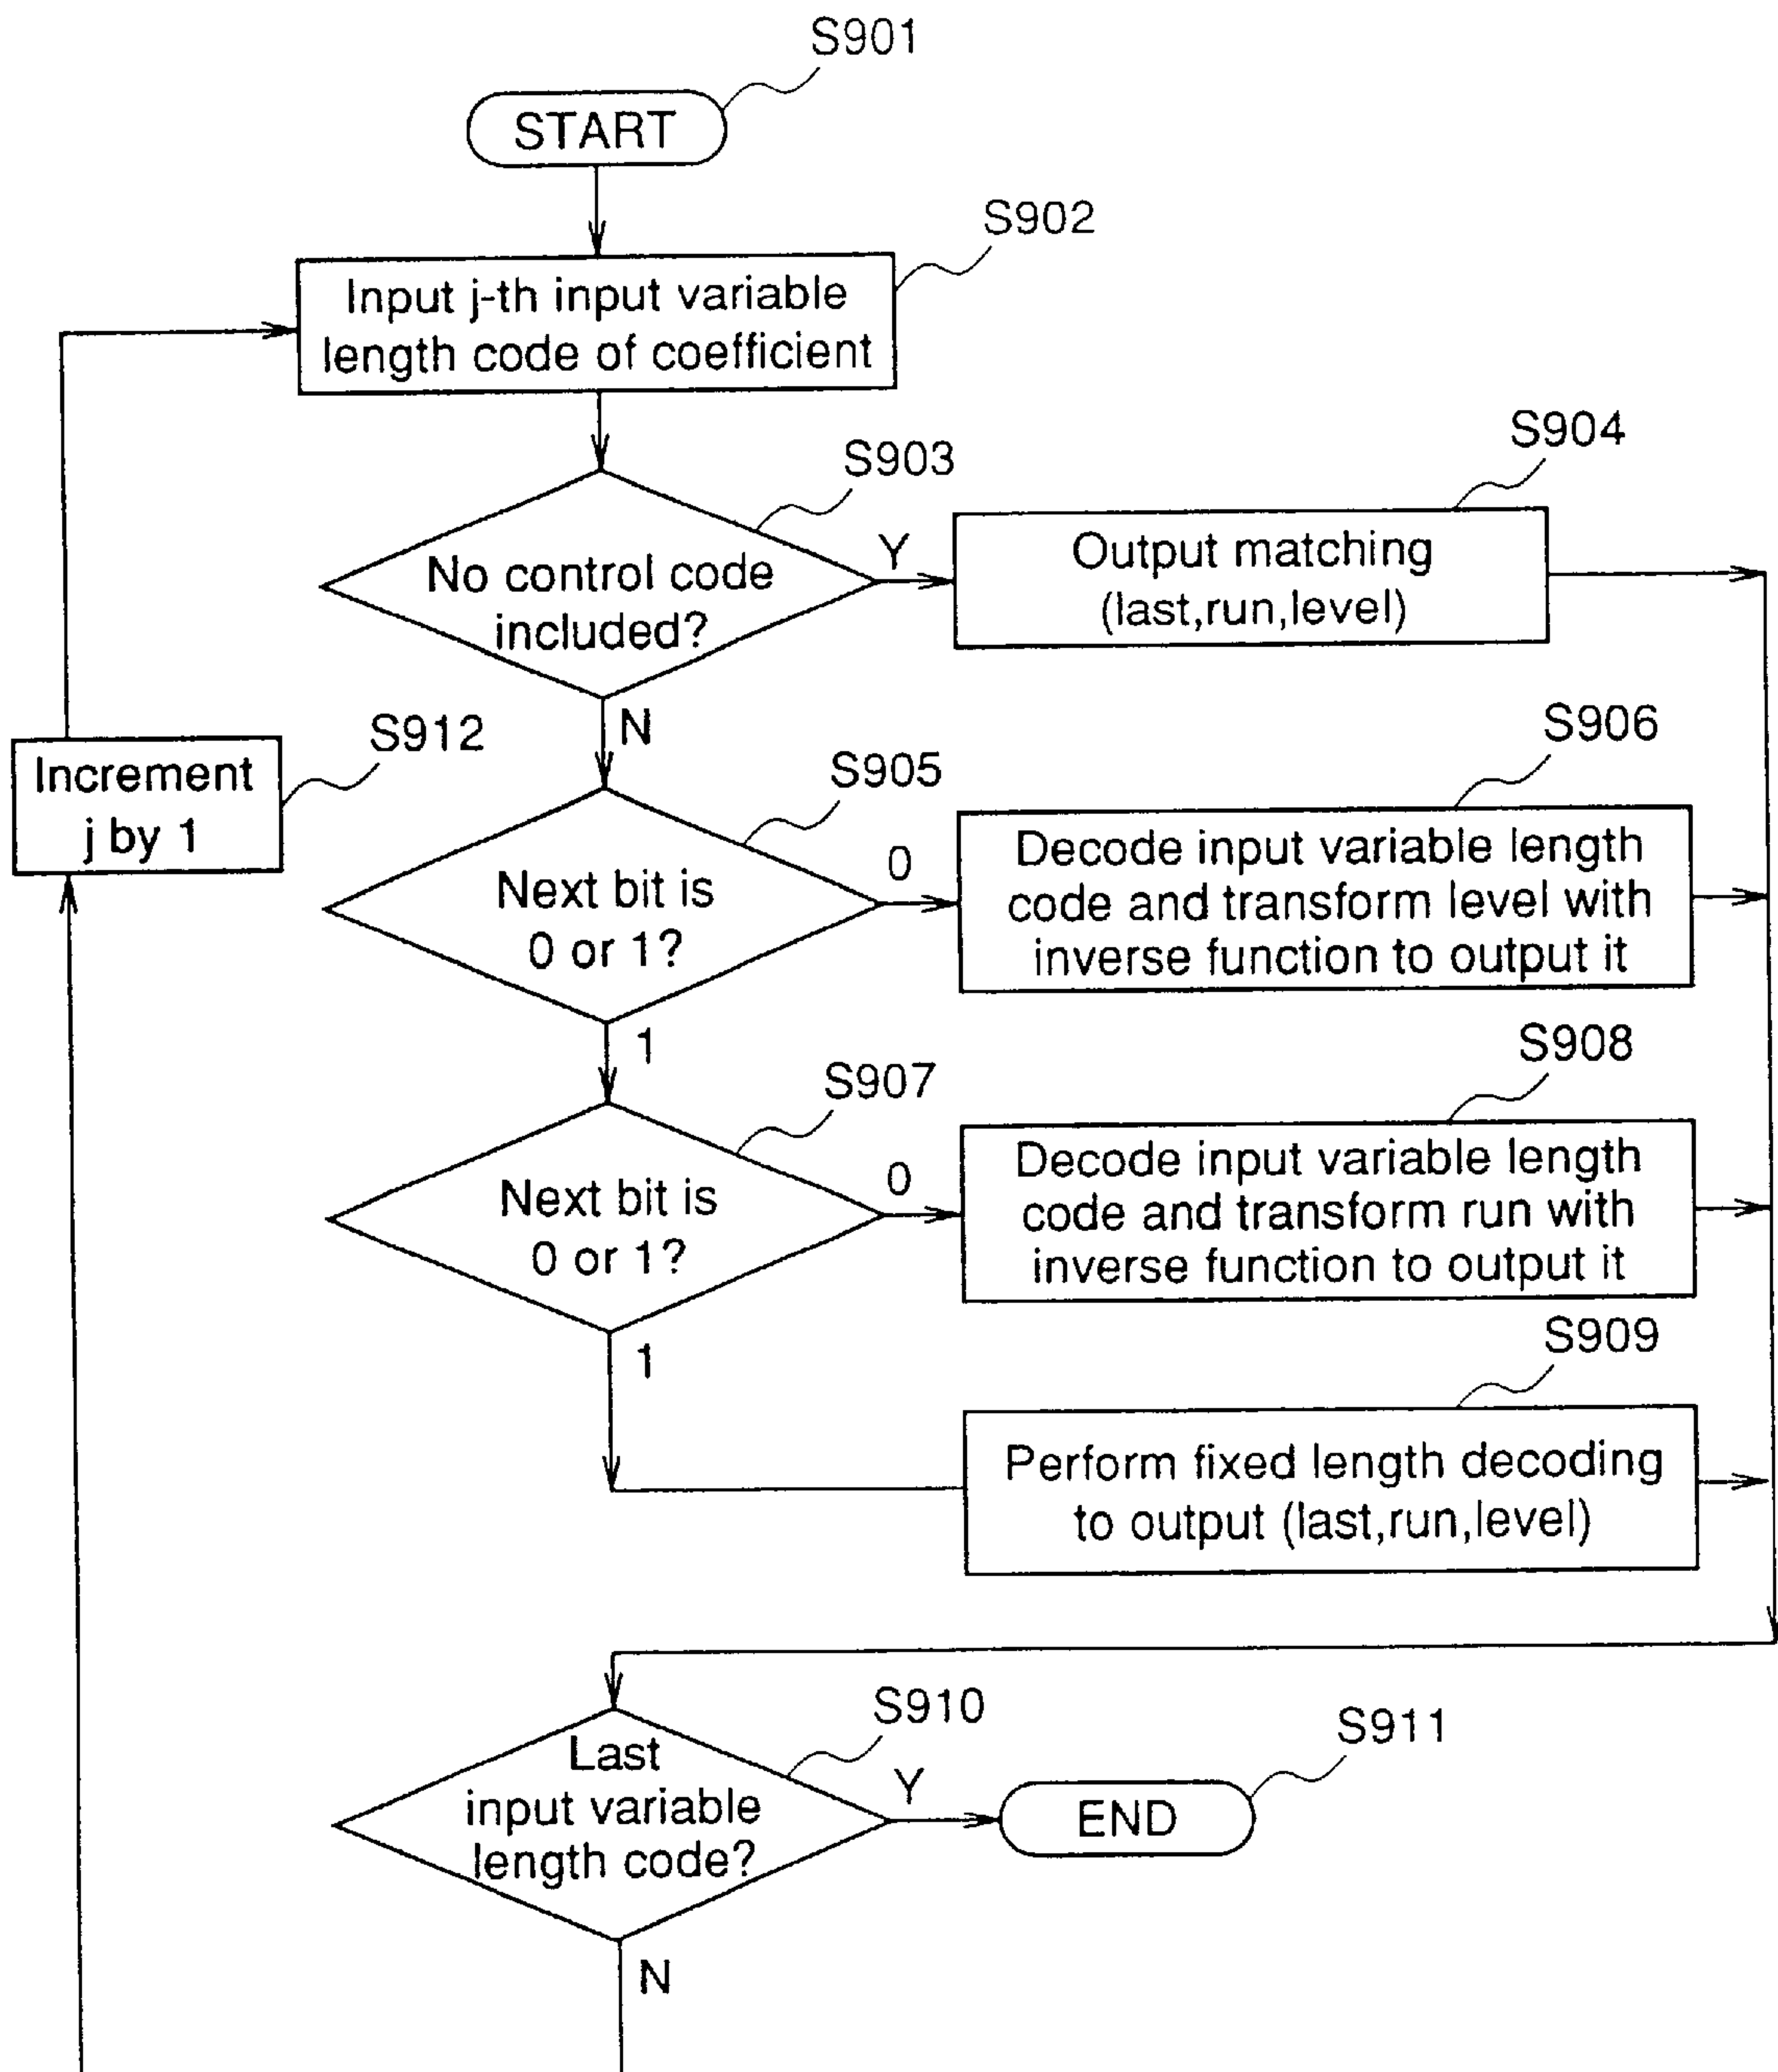 S901
START
S902
Input j-th input variable
length code of coefficient
S903
No control code
included?
Y
S904
Output matching
(last,run,level)
N
S912
Increment
j by 1
S905
Next bit is
0 or 1?
0
S906
Decode input variable length
code and transform level with
inverse function to output it
1
S907
Next bit is
0 or 1?
0
S908
Decode input variable length
code and transform run with
inverse function to output it
1
S909
Perform fixed length decoding
to output (last,run,level)
S910
Last
input variable
length code?
Y
S911
END
N